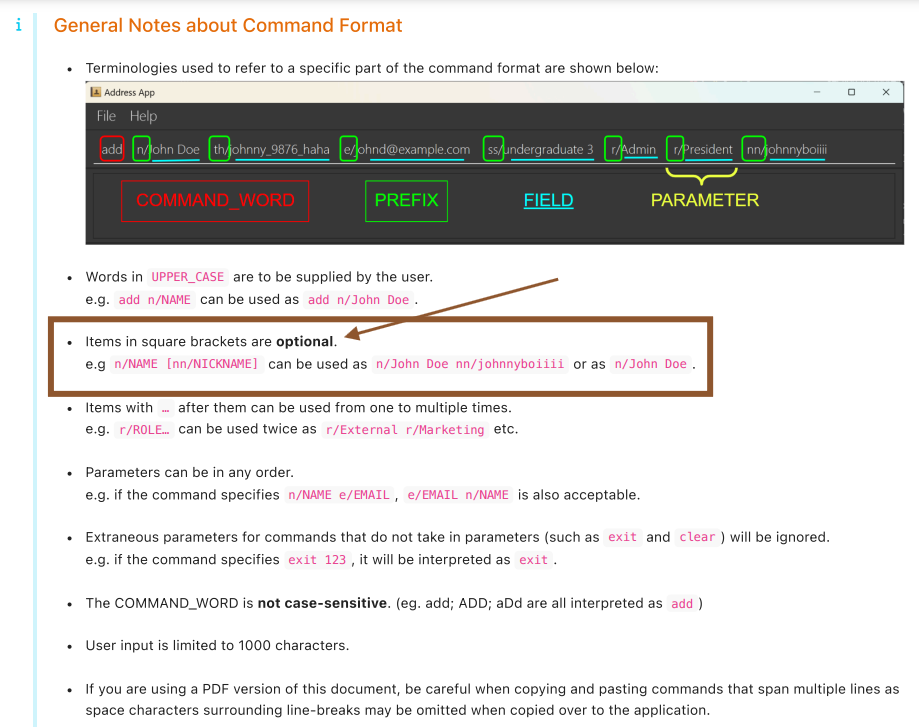 i
General Notes about Command Format
• Terminologies used to refer to a specific part of the command format are shown below:
Address App
File Help
add n/John Doe th/johnny_9876_haha e/johnd@example.com ss/undergraduate 3 r/Admin r/President nn/johnnyboiiii
COMMAND_WORD PREFIX FIELD PARAMETER
• Words in UPPER_CASE are to be supplied by the user.
e.g. add n/NAME can be used as add n/John Doe .
• Items in square brackets are optional.
e.g n/NAME [nn/NICKNAME] can be used as n/John Doe nn/johnnyboiiii or as n/John Doe .
• Items with … after them can be used from one to multiple times.
e.g. r/ROLE… can be used twice as r/External r/Marketing etc.
• Parameters can be in any order.
e.g. if the command specifies n/NAME e/EMAIL , e/EMAIL n/NAME is also acceptable.
• Extraneous parameters for commands that do not take in parameters (such as exit and clear ) will be ignored.
e.g. if the command specifies exit 123 , it will be interpreted as exit .
• The COMMAND_WORD is not case-sensitive. (eg. add; ADD; aDd are all interpreted as add )
• User input is limited to 1000 characters.
• If you are using a PDF version of this document, be careful when copying and pasting commands that span multiple lines as
space characters surrounding line-breaks may be omitted when copied over to the application.